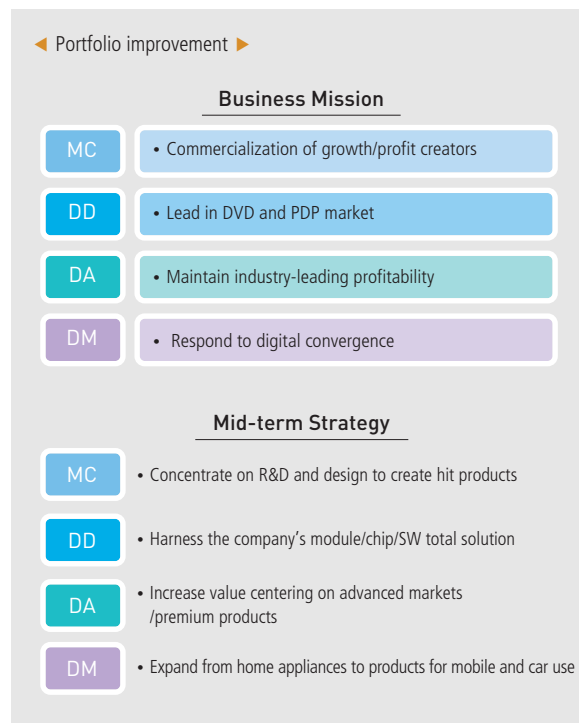 ◀ Portfolio improvement ▶
Business Mission
MC
• Commercialization of growth/profit creators
DD
• Lead in DVD and PDP market
DA
• Maintain industry-leading profitability
DM
• Respond to digital convergence
Mid-term Strategy
MC
• Concentrate on R&D and design to create hit products
DD
• Harness the company’s module/chip/SW total solution
DA
• Increase value centering on advanced markets
/premium products
DM
• Expand from home appliances to products for mobile and car use